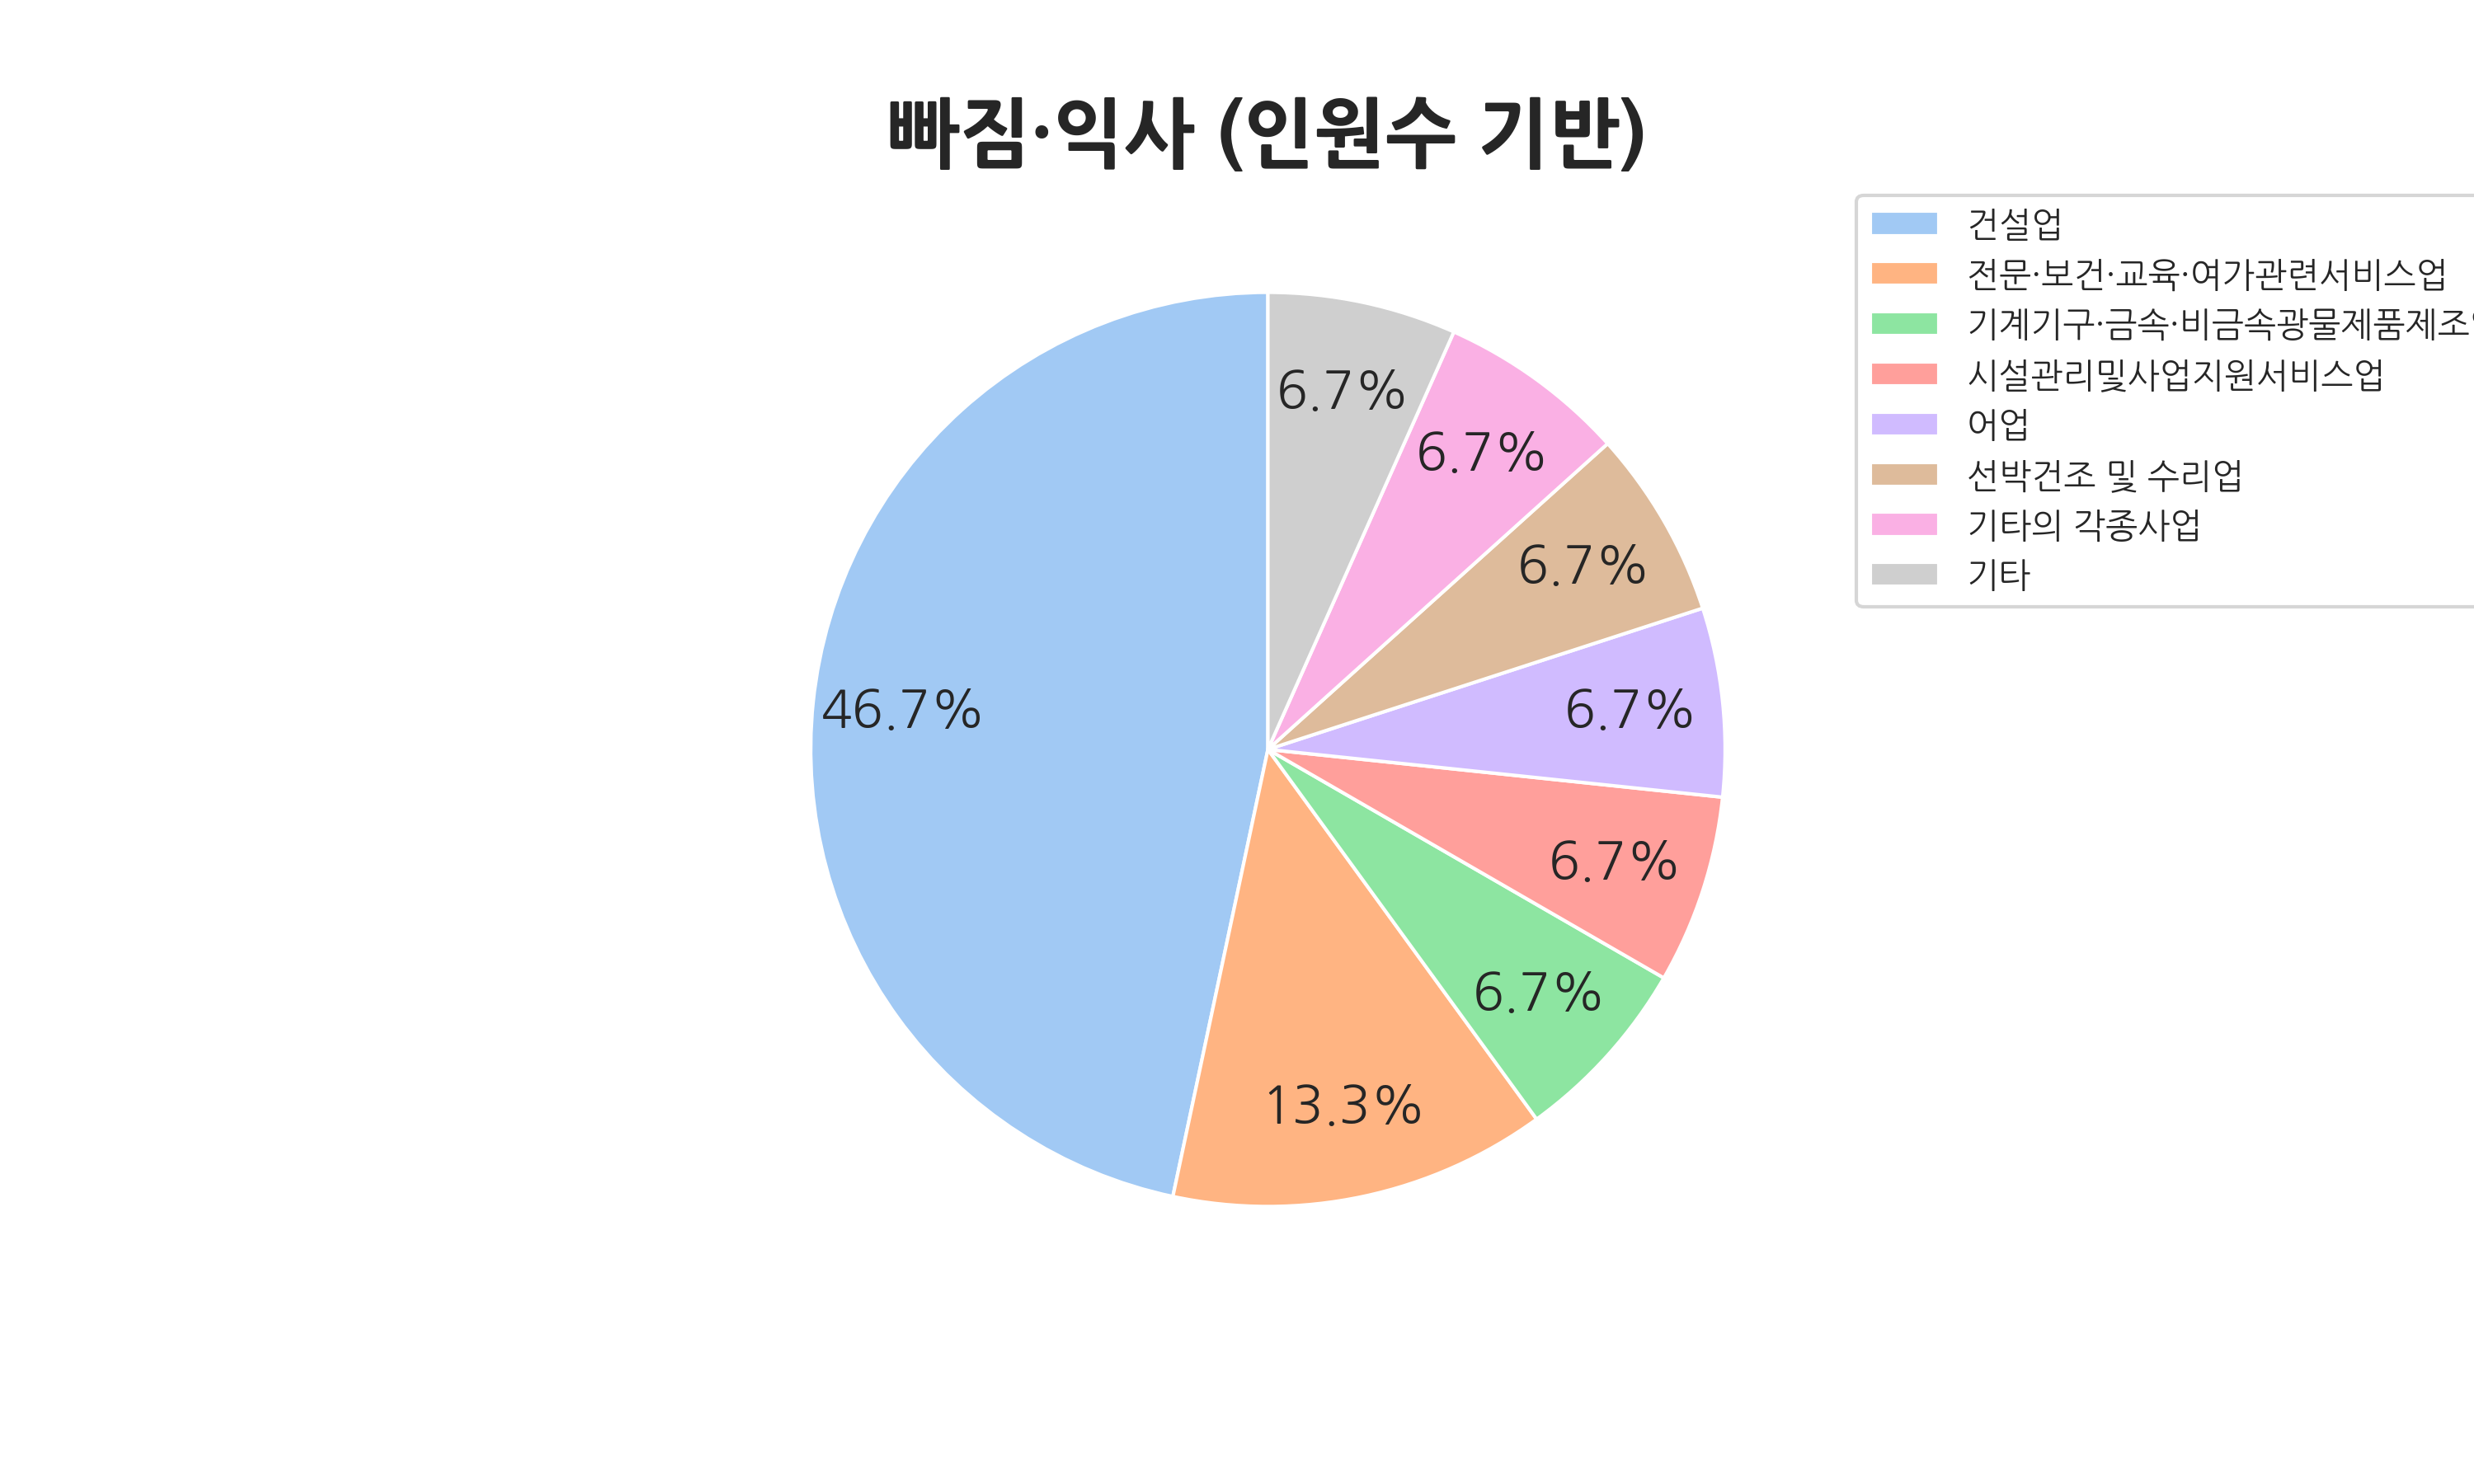 빠짐·익사 (인원수 기반)
건설업
전문·보건·교육·여가관련서비스업
기계기구·금속·비금속광물제품제조
시설관리및사업지원서비스업
어업
선박건조 및 수리업
기타의 각종사업
기타
6.7%
6.7%
6.7%
46.7%
6.7%
6.7%
6.7%
13.3%